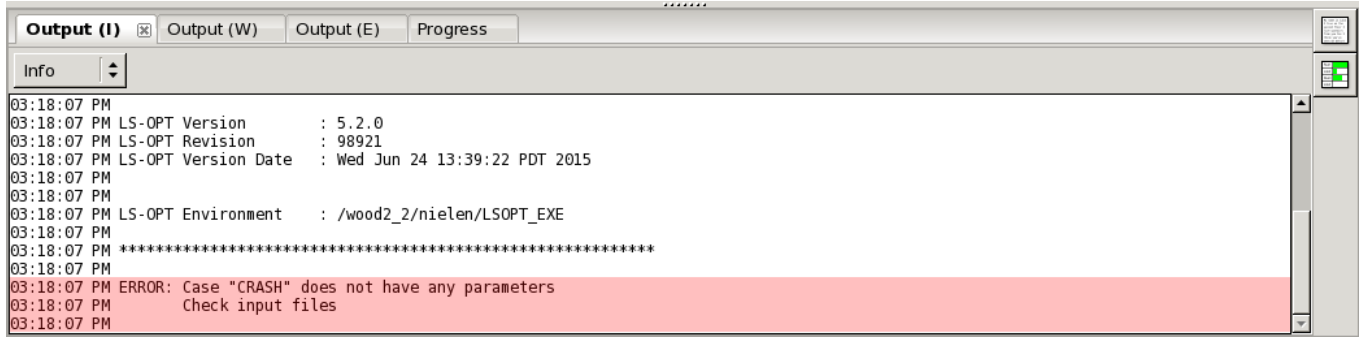 Output (I) Output (W) Output (E) Progress
Info
03:18:07 PM
03:18:07 PM LS-OPT Version        : 5.2.0
03:18:07 PM LS-OPT Revision       : 98921
03:18:07 PM LS-OPT Version Date   : Wed Jun 24 13:39:22 PDT 2015
03:18:07 PM
03:18:07 PM
03:18:07 PM LS-OPT Environment    : /wood2_2/nielen/LSOPT_EXE
03:18:07 PM
03:18:07 PM ***********************************************************
03:18:07 PM
03:18:07 PM ERROR: Case "CRASH" does not have any parameters
03:18:07 PM        Check input files
03:18:07 PM